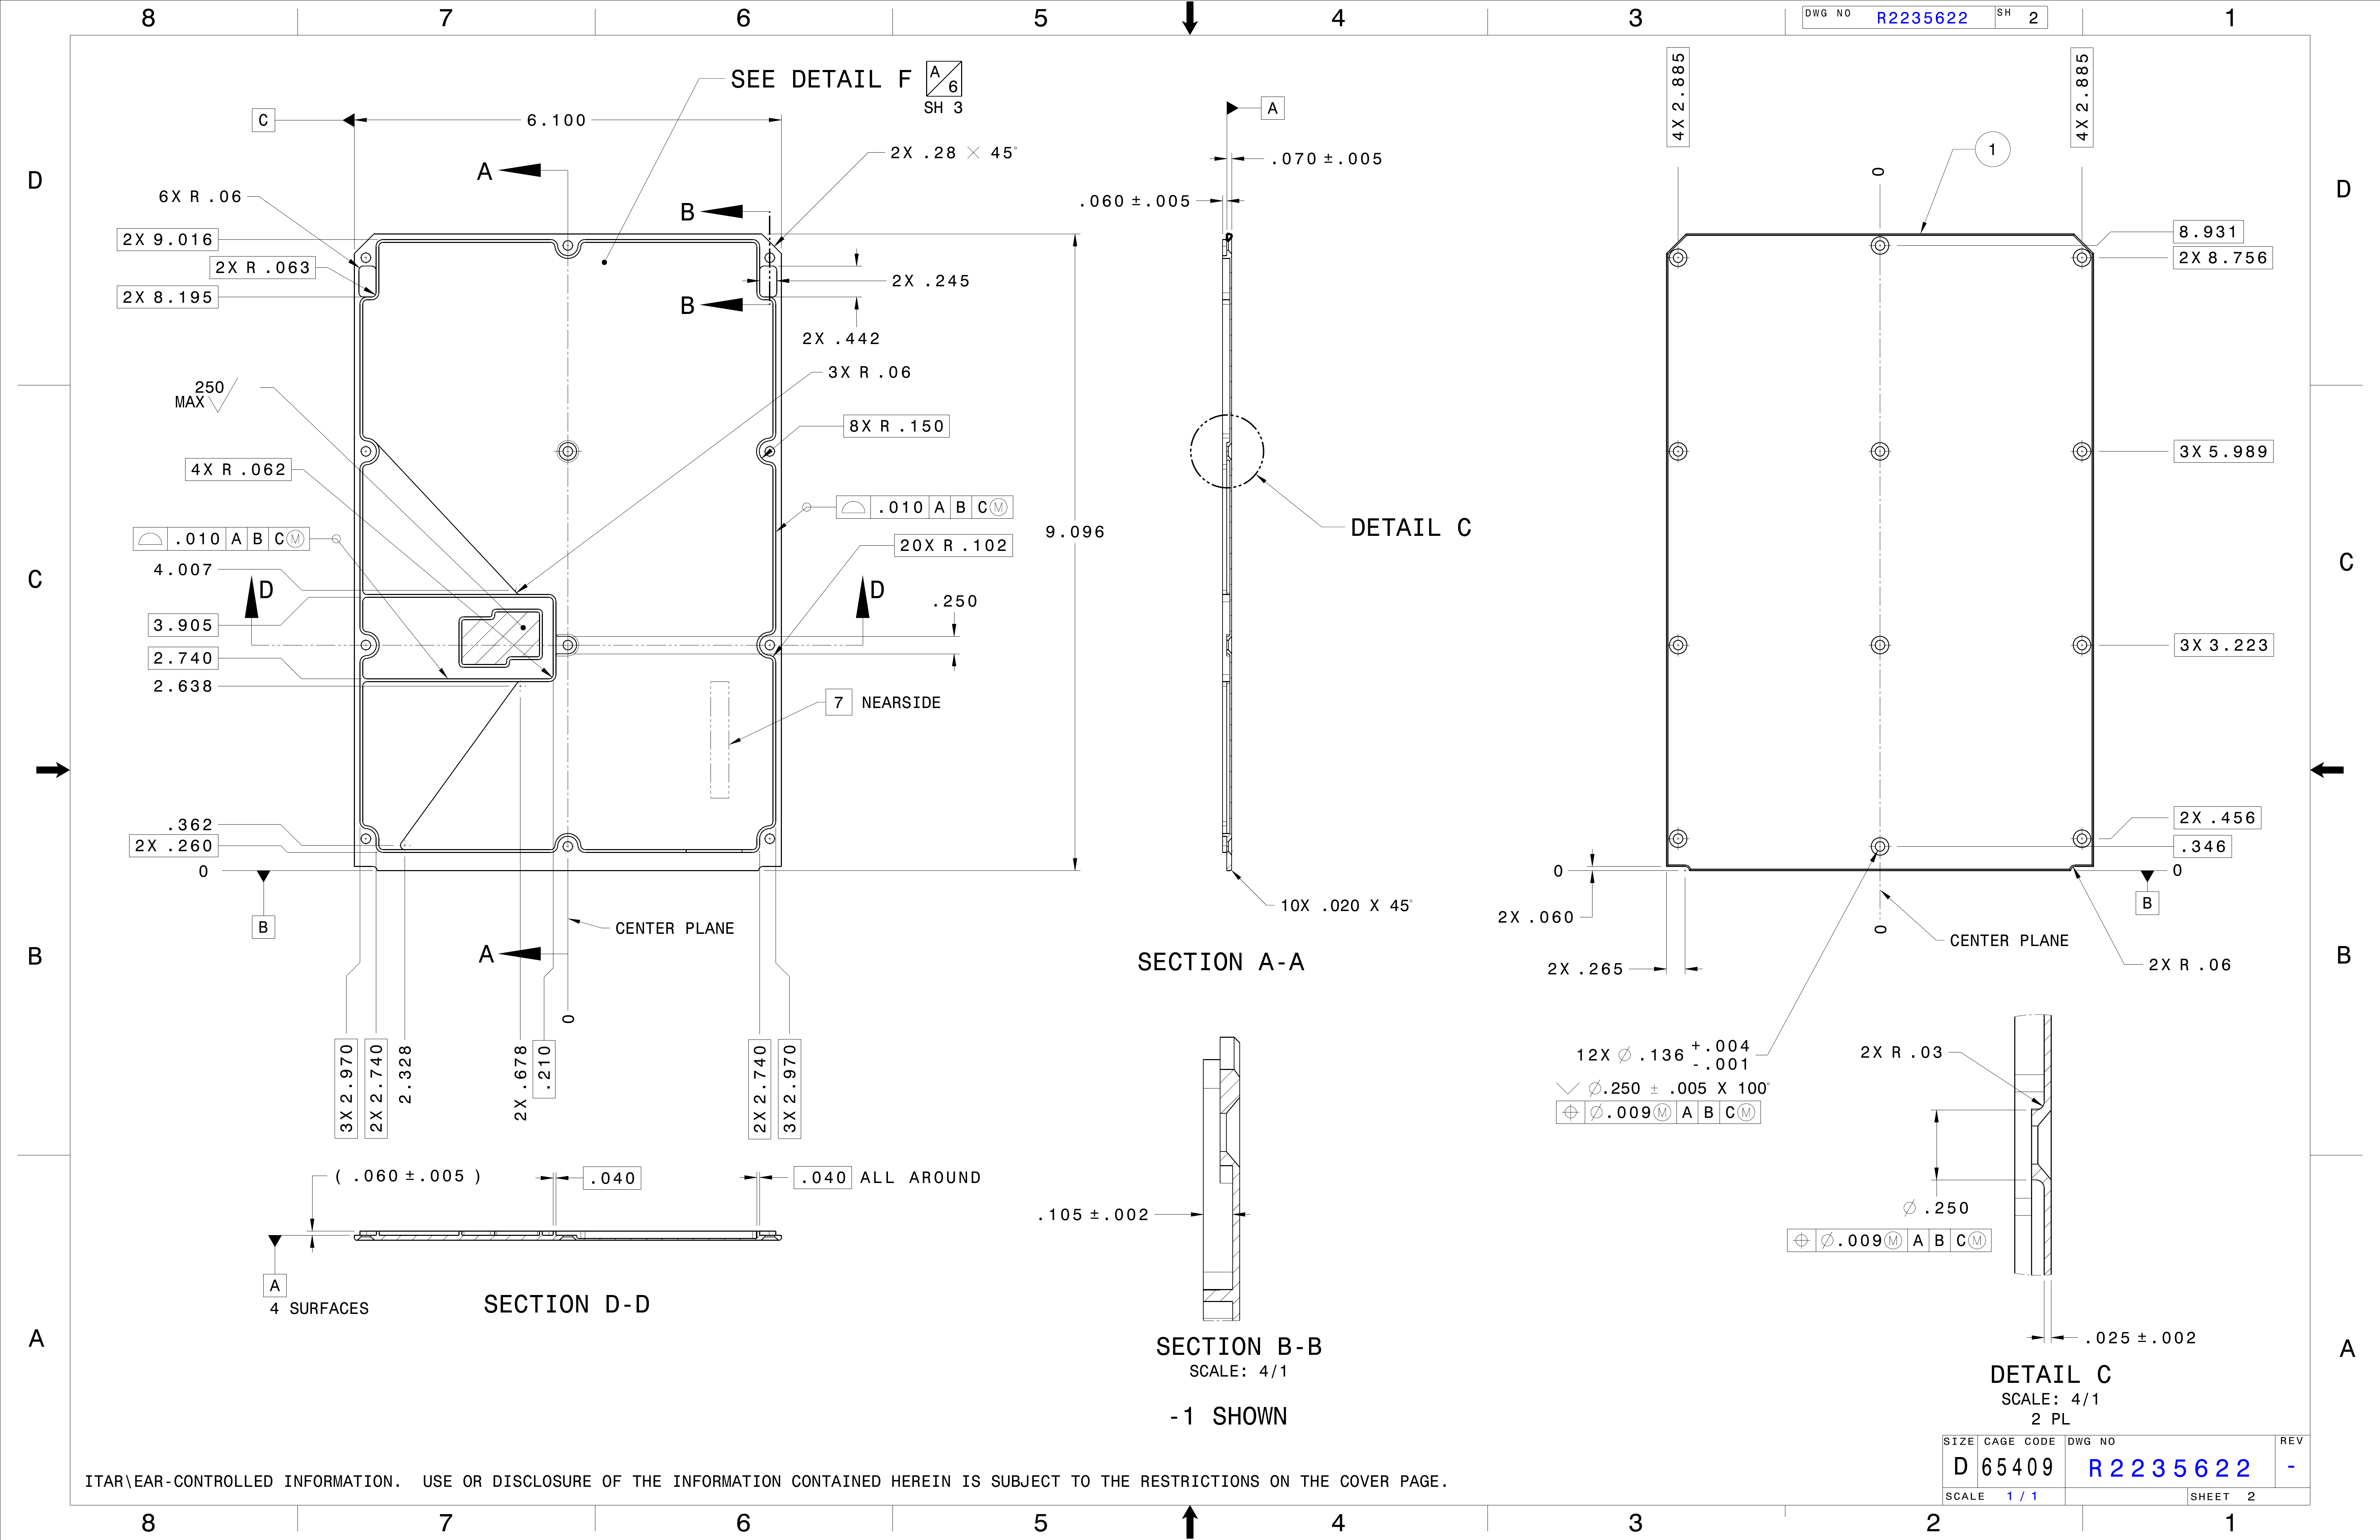 8 7 6 5 4 3 1
DWG NO R2235622 SH 2
SEE DETAIL F A/6
SH 3
C 6.100
2X .28 × 45°
A
6X R .06
B
2X 9.016
2X R .063
2X 8.195
B
2X .245
2X .442
3X R .06
250
MAX
8X R .150
4X R .062
⌓ .010 A B CⓂ
9.096
⌓ .010 A B CⓂ
20X R .102
4.007
D D
.250
3.905
2.740
2.638
7 NEARSIDE
.362
2X .260
0
B
CENTER PLANE
A
0
3X 2.970
2X 2.740
2.328
2X .678
.210
2X 2.740
3X 2.970
A
.070 ±.005
.060 ±.005
DETAIL C
10X .020 X 45°
SECTION A-A
4X 2.885
4X 2.885
0
1
8.931
2X 8.756
3X 5.989
3X 3.223
2X .456
.346
0 0
B
2X .060
CENTER PLANE
0
2X .265
2X R .06
12X ∅ .136 +.004
-.001
⌵ ∅.250 ± .005 X 100°
⌖ ∅.009Ⓜ A B CⓂ
2X R .03
∅ .250
⌖ ∅.009Ⓜ A B CⓂ
.025 ±.002
DETAIL C
SCALE: 4/1
2 PL
( .060 ±.005 )
.040
.040 ALL AROUND
A
4 SURFACES
SECTION D-D
.105 ±.002
SECTION B-B
SCALE: 4/1
-1 SHOWN
D D
C C
B B
A A
ITAR\EAR-CONTROLLED INFORMATION. USE OR DISCLOSURE OF THE INFORMATION CONTAINED HEREIN IS SUBJECT TO THE RESTRICTIONS ON THE COVER PAGE.
SIZE CAGE CODE DWG NO REV
D 65409 R2235622 -
SCALE 1/1 SHEET 2
8 7 6 5 4 3 2 1